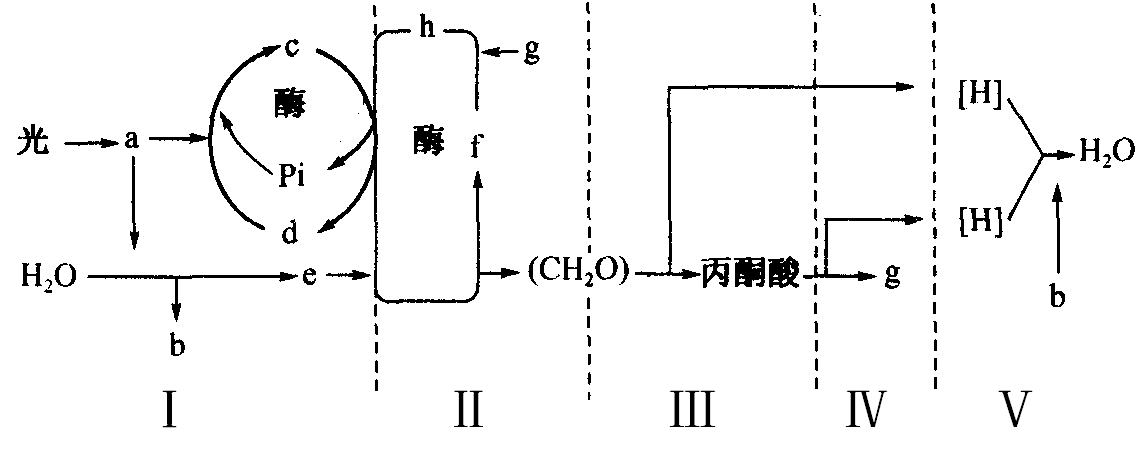 h
c
g
[H]
酶
光
a
酶
f
H₂O
Pi
d
[H]
H₂O
e
(CH₂O)
丙酮酸
g
b
b
I
II
III
IV
V